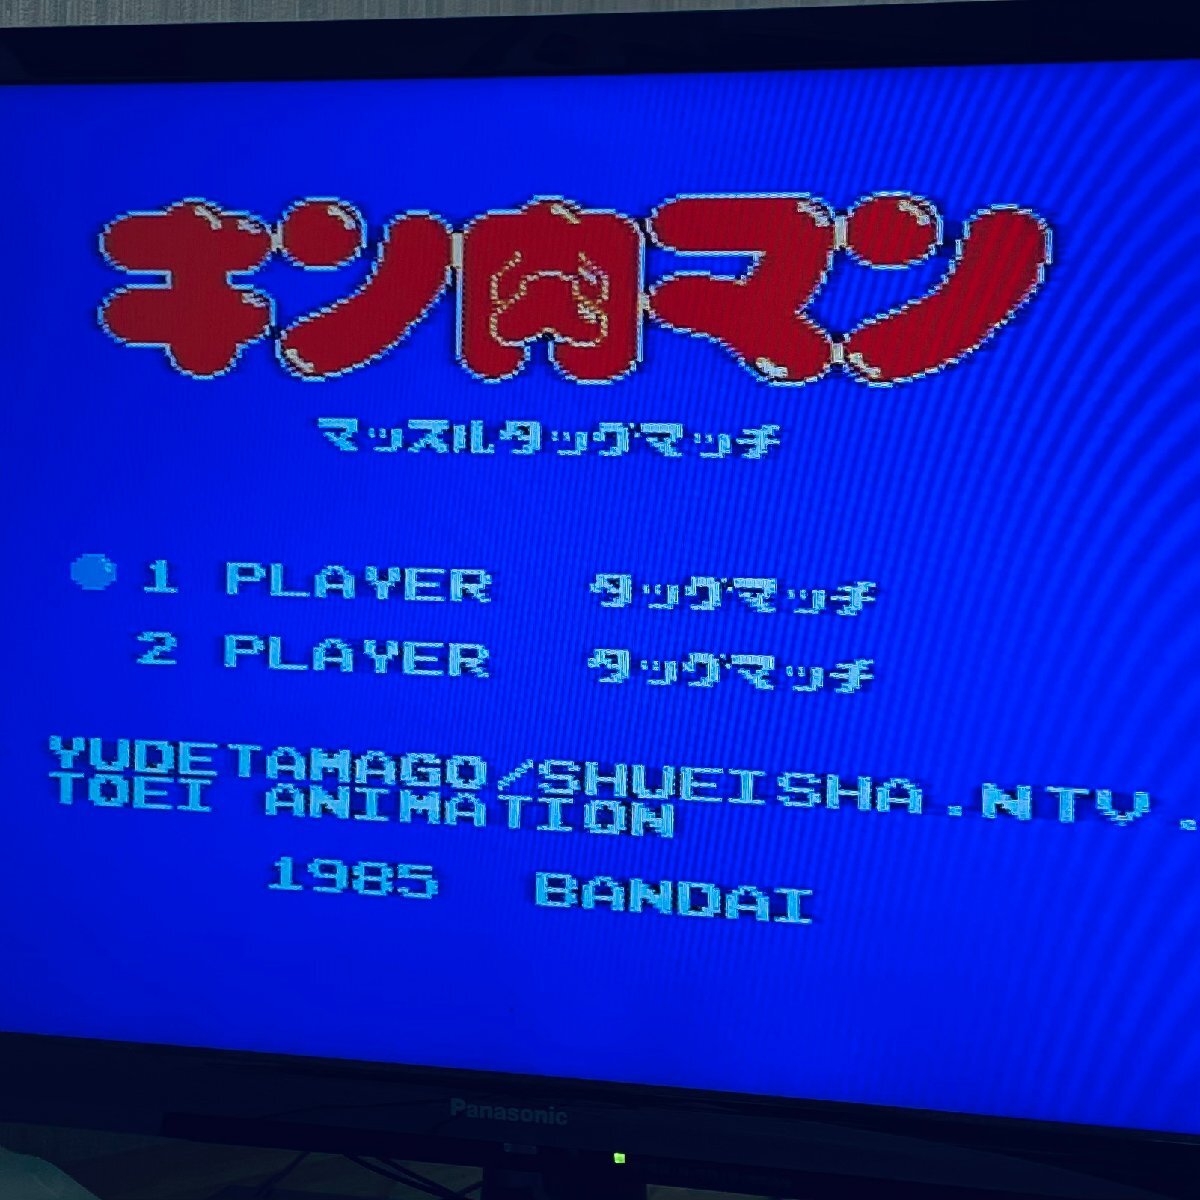 キン肉マン
マッスルタッグマッチ
1 PLAYER タッグマッチ
2 PLAYER タッグマッチ
YUDETAMAGO/SHUEISHA.NTV.
TOEI ANIMATION
1985 BANDAI
Panasonic